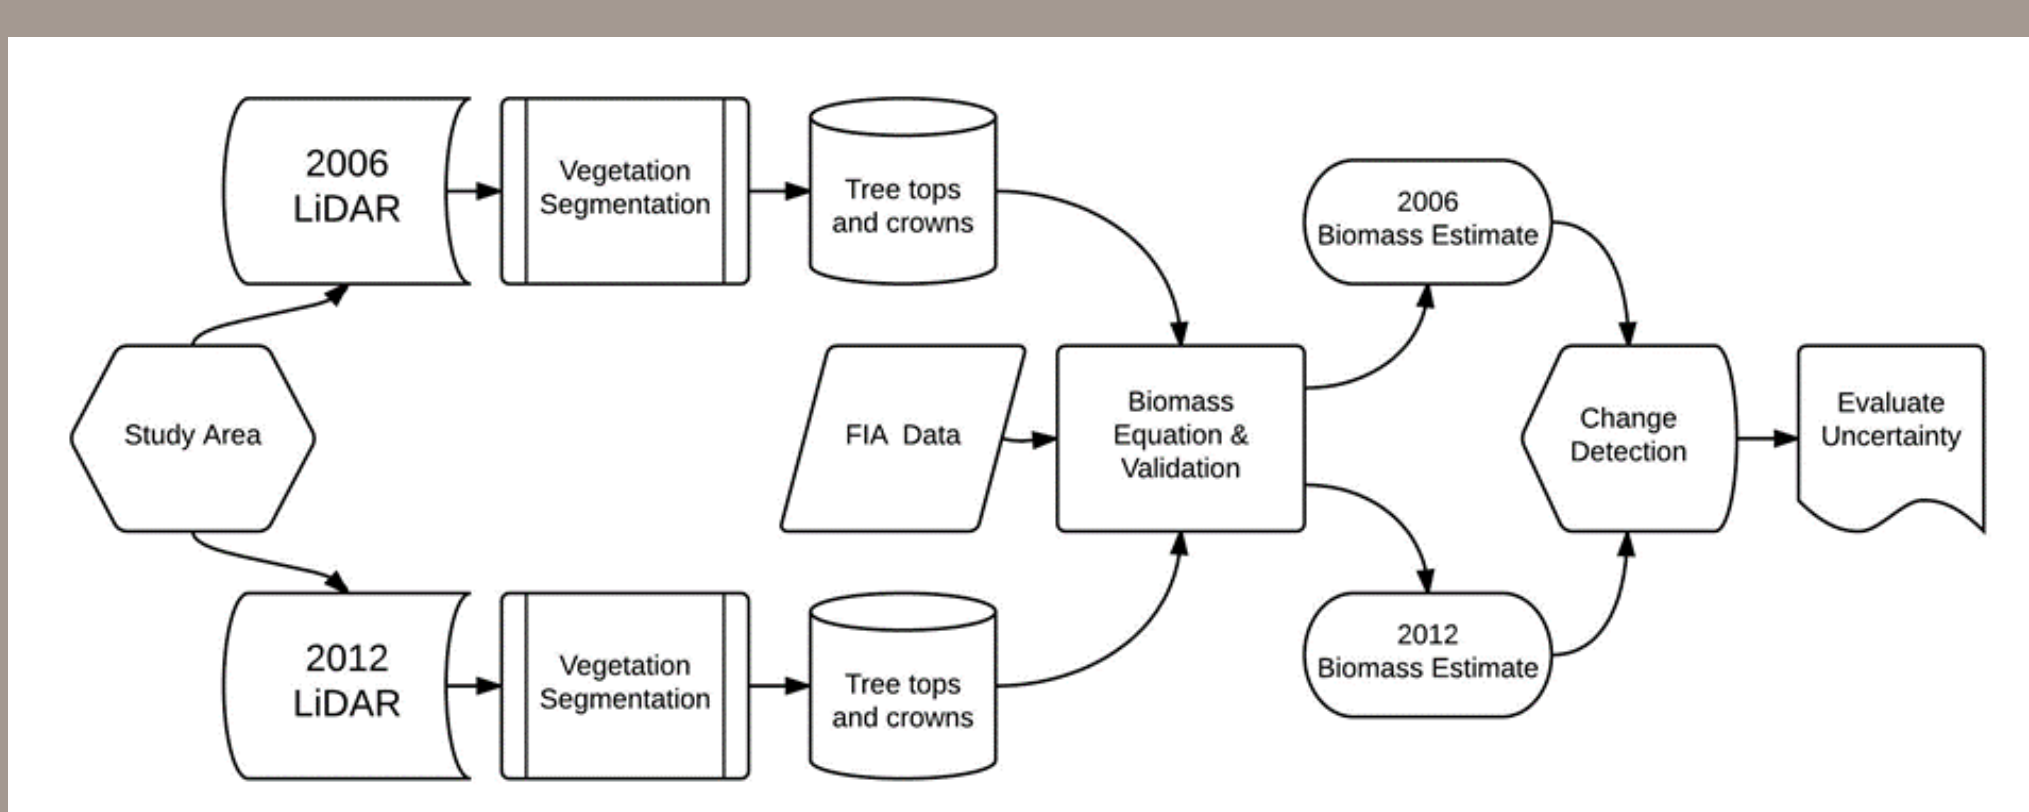 2006
LiDAR
Vegetation
Segmentation
Tree tops
and crowns
2006
Biomass Estimate
Study Area
FIA Data
Biomass
Equation &
Validation
Change
Detection
Evaluate
Uncertainty
2012
LiDAR
Vegetation
Segmentation
Tree tops
and crowns
2012
Biomass Estimate